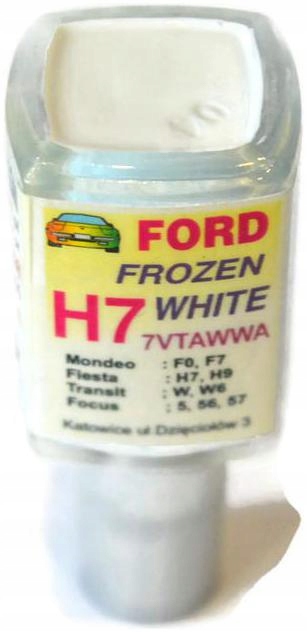 FORD
FROZEN
H7 WHITE
7VTAWWA
Mondeo : F0, F7
Fiesta : H7, H9
Transit : W, W6
Focus : 5, 56, 57
Katowice ul Dzięciołów 3